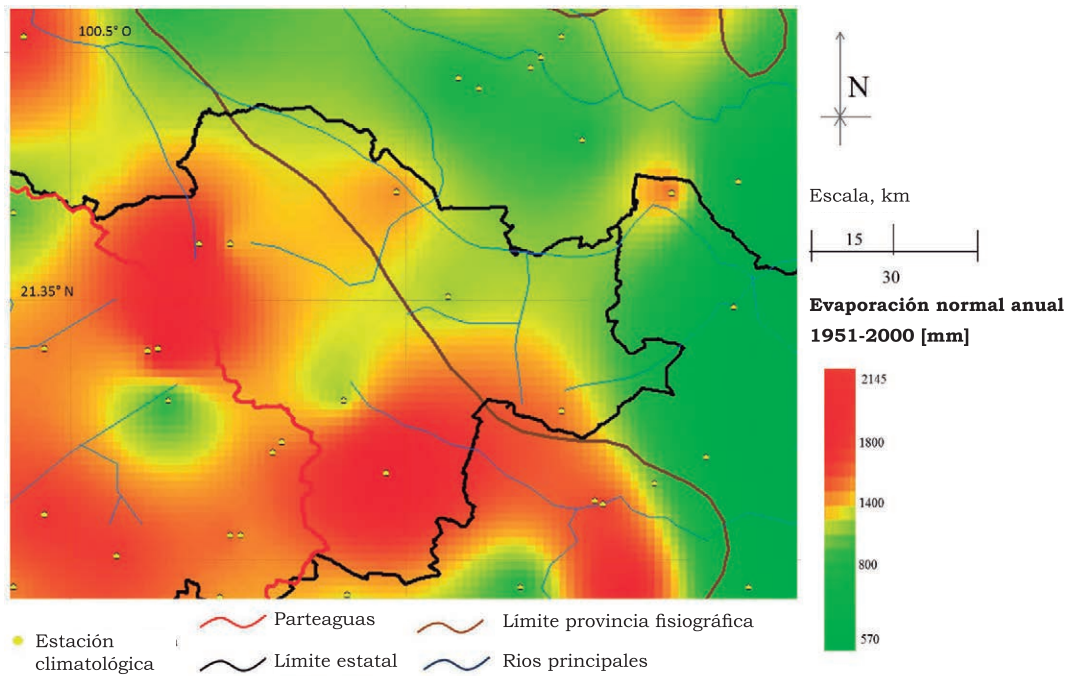 100.5° O
21.35° N
N
Escala, km
15
30
Evaporación normal anual
1951-2000 [mm]
2145
1800
1400
800
570
Estación
climatológica
Parteaguas
Límite estatal
Límite provincia fisiográfica
Rios principales